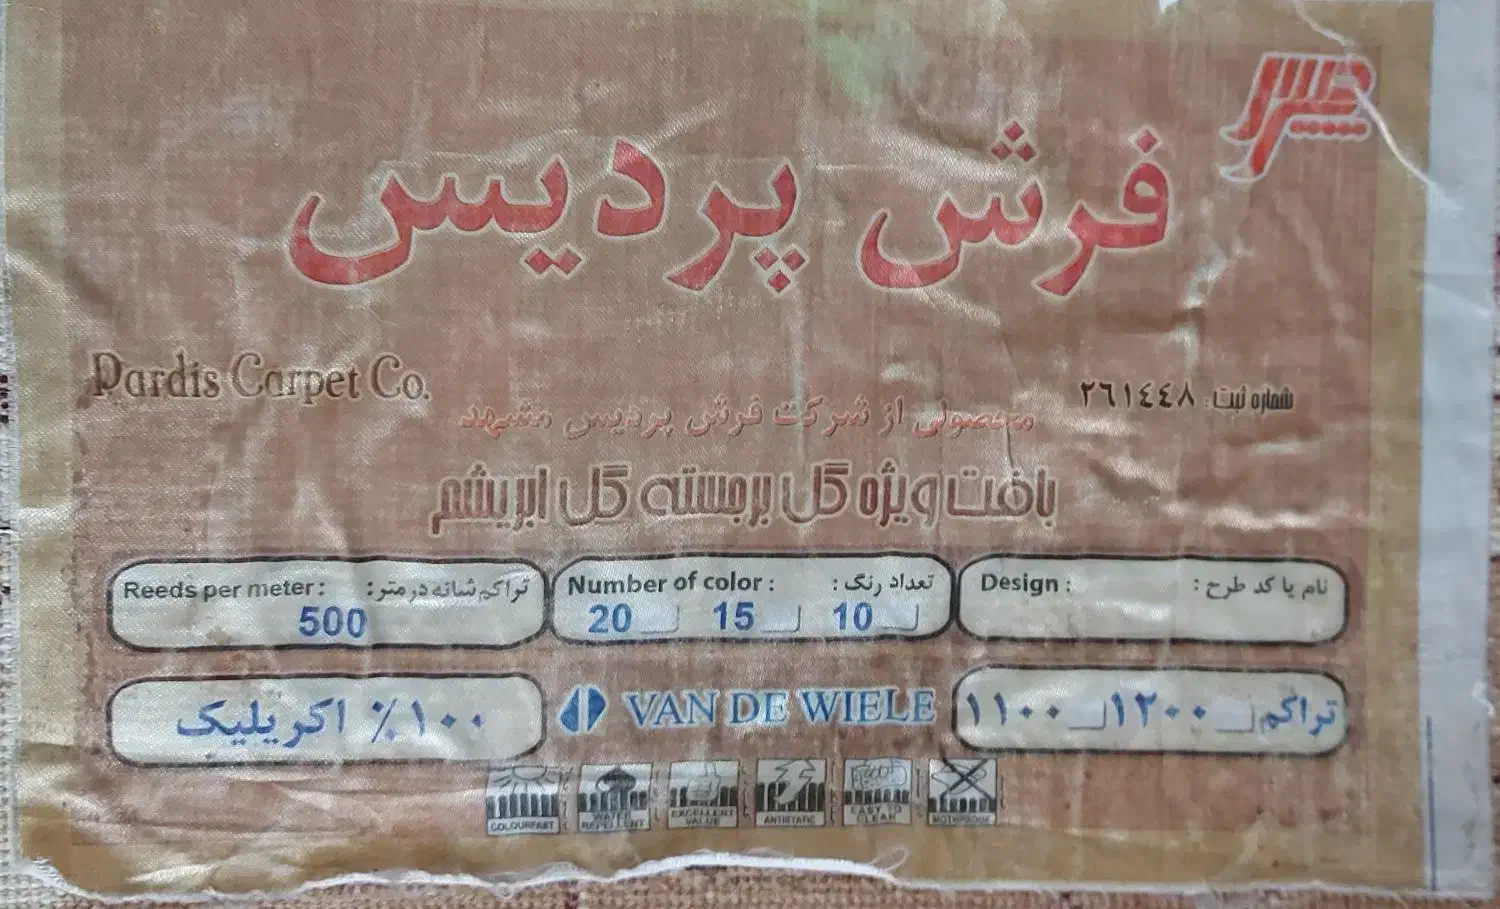 فرش پردیس
Pardis Carpet Co.
شماره ثبت: ٢٦١٤٤٨
محصولی از شرکت فرش پردیس مشهد
بافت ویژه گل برجسته گل ابریشم
Design : نام یا کد طرح :
Number of color : تعداد رنگ :
20 15 10
Reeds per meter : تراکم شانه در متر :
500
تراکم ۱۲۰۰ ۱۱۰۰
VAN DE WIELE
۱۰۰ ٪ اکریلیک
COLOURFAST
WATER REPELLENT
EXCELLENT VALUE
ANTISTATIC
EASY TO CLEAN
MOTHPROOF